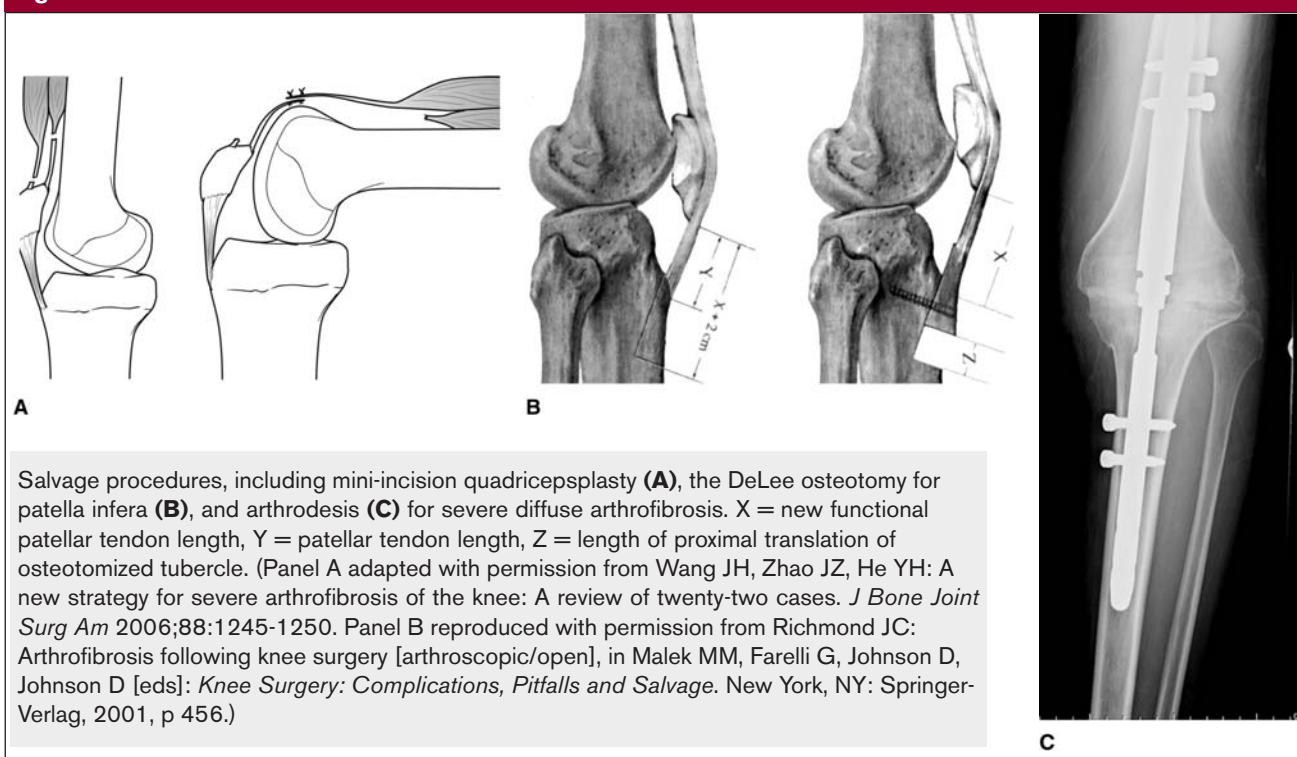 Y
X + 2 cm
X
Z
A
B
Salvage procedures, including mini-incision quadricepsplasty (A), the DeLee osteotomy for
patella infera (B), and arthrodesis (C) for severe diffuse arthrofibrosis. X = new functional
patellar tendon length, Y = patellar tendon length, Z = length of proximal translation of
osteotomized tubercle. (Panel A adapted with permission from Wang JH, Zhao JZ, He YH: A
new strategy for severe arthrofibrosis of the knee: A review of twenty-two cases. J Bone Joint
Surg Am 2006;88:1245-1250. Panel B reproduced with permission from Richmond JC:
Arthrofibrosis following knee surgery [arthroscopic/open], in Malek MM, Farelli G, Johnson D,
Johnson D [eds]: Knee Surgery: Complications, Pitfalls and Salvage. New York, NY: Springer-
Verlag, 2001, p 456.)
C